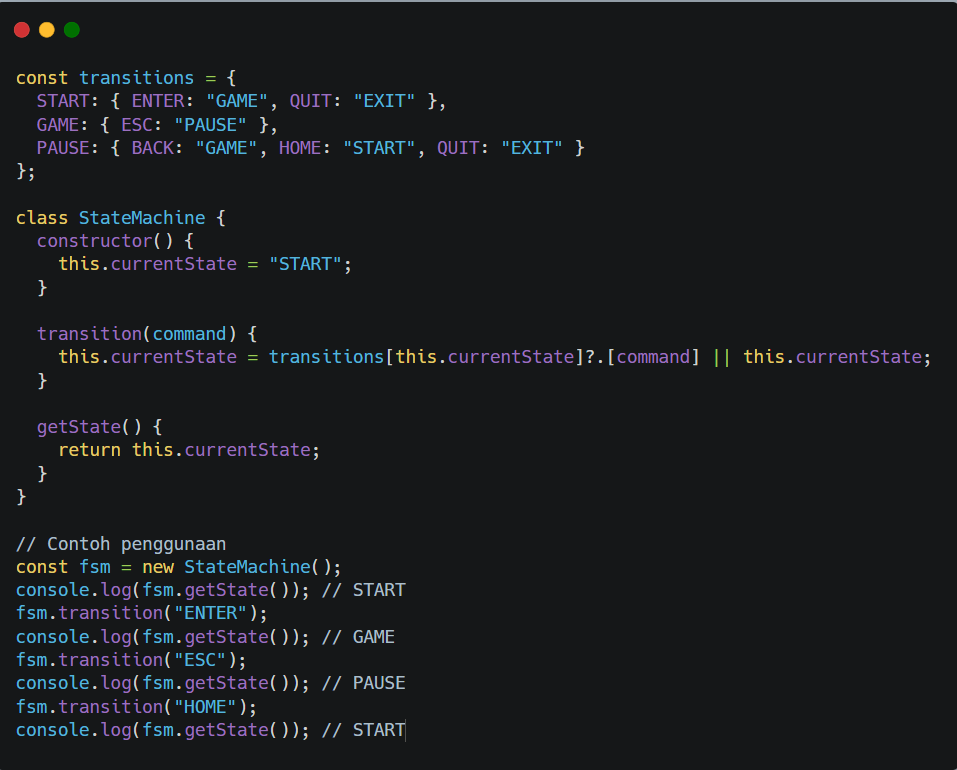 const transitions = {
  START: { ENTER: "GAME", QUIT: "EXIT" },
  GAME: { ESC: "PAUSE" },
  PAUSE: { BACK: "GAME", HOME: "START", QUIT: "EXIT" }
};

class StateMachine {
  constructor() {
    this.currentState = "START";
  }

  transition(command) {
    this.currentState = transitions[this.currentState]?.[command] || this.currentState;
  }

  getState() {
    return this.currentState;
  }
}

// Contoh penggunaan
const fsm = new StateMachine();
console.log(fsm.getState()); // START
fsm.transition("ENTER");
console.log(fsm.getState()); // GAME
fsm.transition("ESC");
console.log(fsm.getState()); // PAUSE
fsm.transition("HOME");
console.log(fsm.getState()); // START